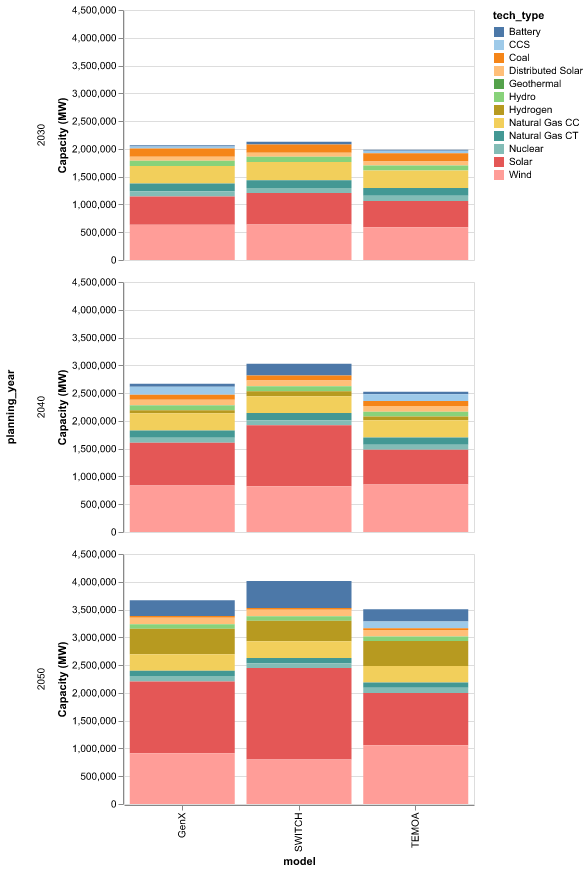 tech_type
Battery
CCS
Coal
Distributed Solar
Geothermal
Hydro
Hydrogen
Natural Gas CC
Natural Gas CT
Nuclear
Solar
Wind
planning_year
2030
Capacity (MW)
4,500,000
4,000,000
3,500,000
3,000,000
2,500,000
2,000,000
1,500,000
1,000,000
500,000
0
2040
Capacity (MW)
4,500,000
4,000,000
3,500,000
3,000,000
2,500,000
2,000,000
1,500,000
1,000,000
500,000
0
2050
Capacity (MW)
4,500,000
4,000,000
3,500,000
3,000,000
2,500,000
2,000,000
1,500,000
1,000,000
500,000
0
GenX
SWITCH
TEMOA
model